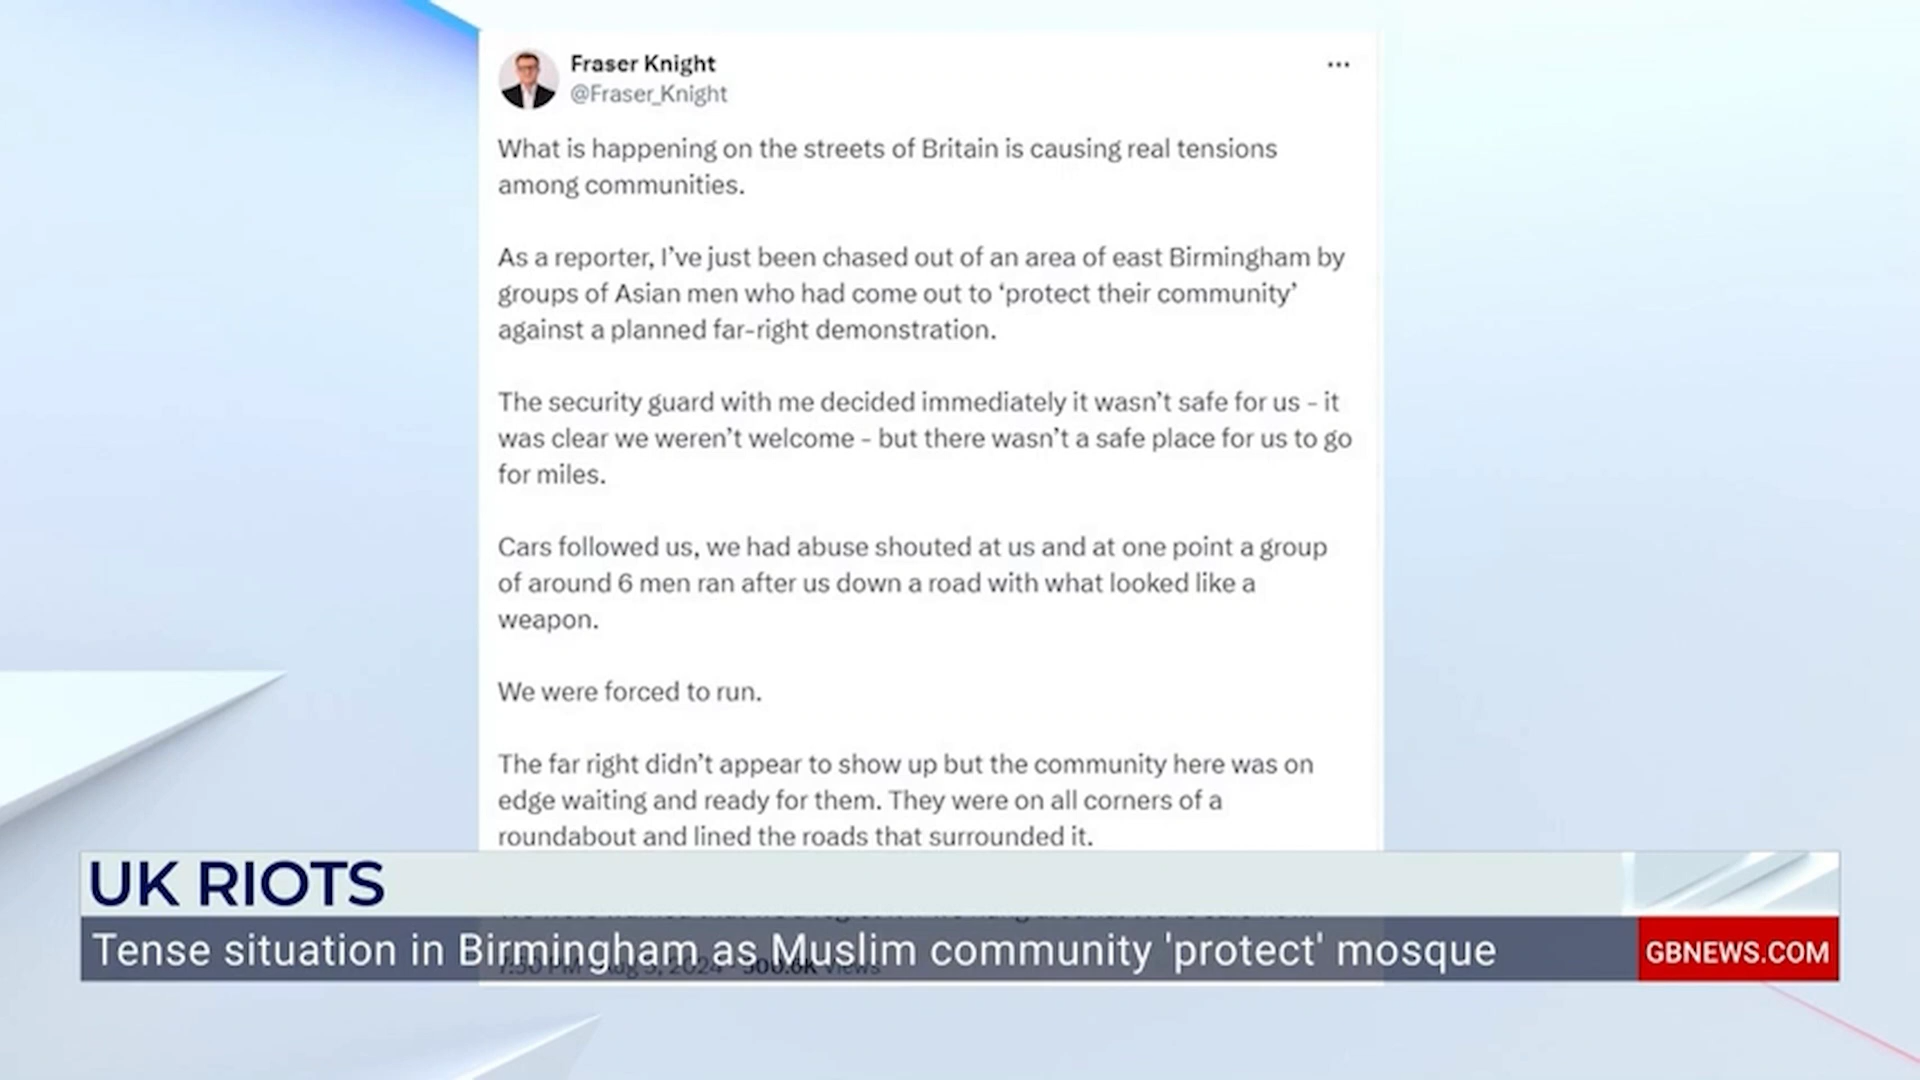 Fraser Knight
@Fraser_Knight
What is happening on the streets of Britain is causing real tensions
among communities.
As a reporter, I’ve just been chased out of an area of east Birmingham by
groups of Asian men who had come out to ‘protect their community’
against a planned far-right demonstration.
The security guard with me decided immediately it wasn’t safe for us - it
was clear we weren’t welcome - but there wasn’t a safe place for us to go
for miles.
Cars followed us, we had abuse shouted at us and at one point a group
of around 6 men ran after us down a road with what looked like a
weapon.
We were forced to run.
The far right didn’t appear to show up but the community here was on
edge waiting and ready for them. They were on all corners of a
roundabout and lined the roads that surrounded it.
UK RIOTS
Tense situation in Birmingham as Muslim community 'protect' mosque
GBNEWS.COM